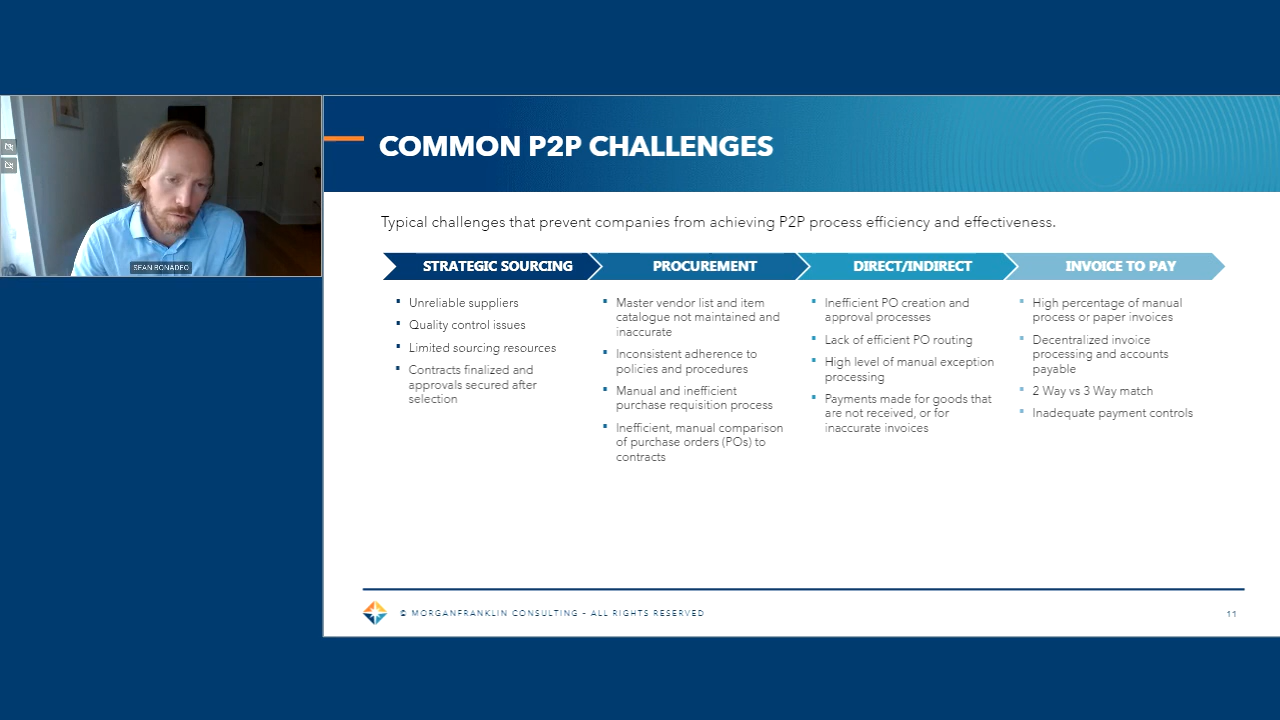 COMMON P2P CHALLENGES
SEAN BONADEO
Typical challenges that prevent companies from achieving P2P process efficiency and effectiveness.
STRATEGIC SOURCING
Unreliable suppliers
Quality control issues
Limited sourcing resources
Contracts finalized and
approvals secured after
selection
PROCUREMENT
Master vendor list and item
catalogue not maintained and
inaccurate
Inconsistent adherence to
policies and procedures
Manual and inefficient
purchase requisition process
Inefficient, manual comparison
of purchase orders (POs) to
contracts
DIRECT/INDIRECT
Inefficient PO creation and
approval processes
Lack of efficient PO routing
High level of manual exception
processing
Payments made for goods that
are not received, or for
inaccurate invoices
INVOICE TO PAY
High percentage of manual
process or paper invoices
Decentralized invoice
processing and accounts
payable
2 Way vs 3 Way match
Inadequate payment controls
© MORGANFRANKLIN CONSULTING - ALL RIGHTS RESERVED
11